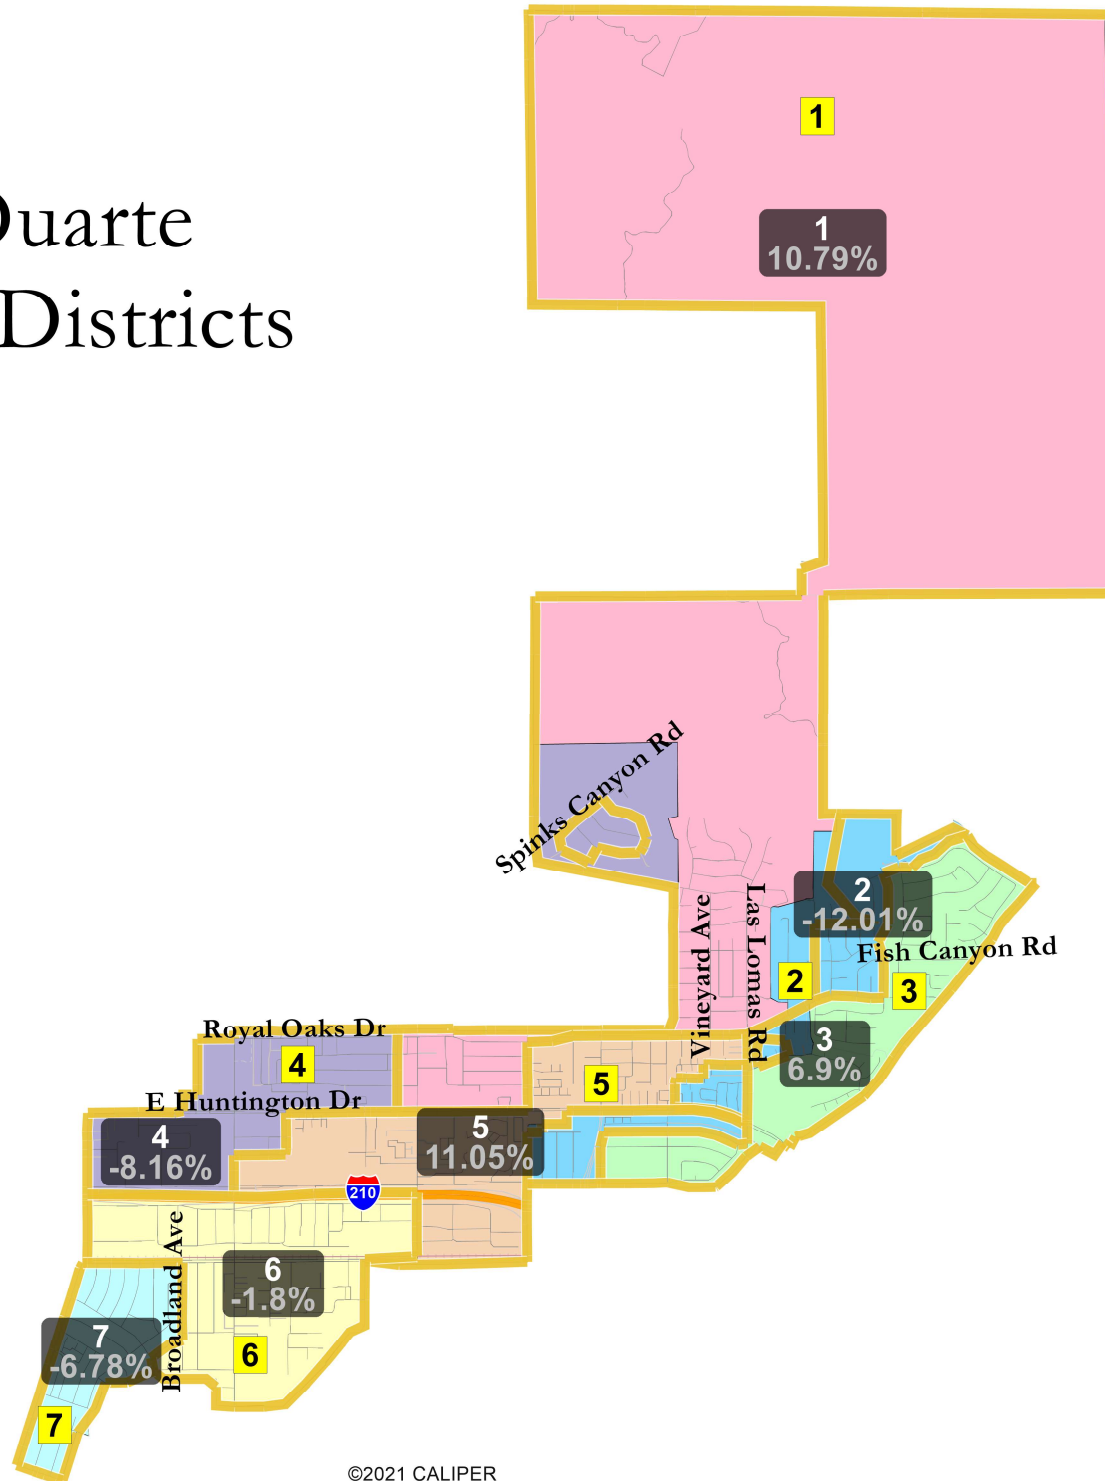 1
1
10.79%
Duarte
Districts
Spinks Canyon Rd
2
-12.01%
Vineyard Ave
Las Lomas Rd
Fish Canyon Rd
2
3
Royal Oaks Dr
4
3
6.9%
5
E Huntington Dr
4
-8.16%
5
11.05%
210
Broadland Ave
6
-1.8%
7
-6.78%
6
7
©2021 CALIPER